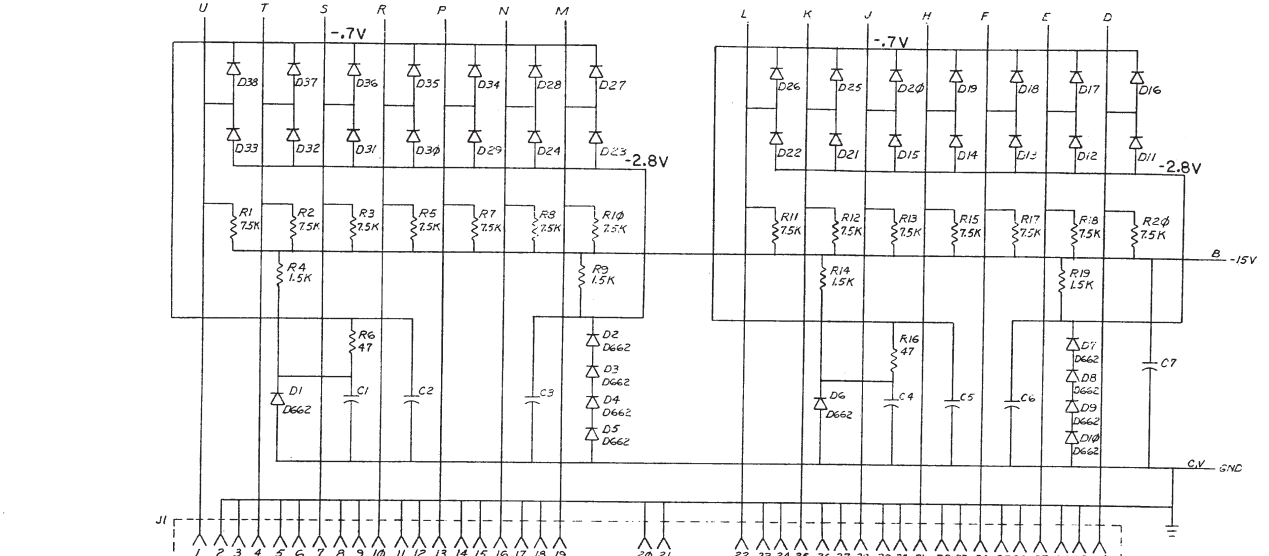 U T S R P N M L K J H F E D
-.7V -.7V
D38 D37 D36 D35 D34 D28 D27 D26 D25 D2Ø D19 D18 D17 D16
D33 D32 D31 D3Ø D29 D24 D23 D22 D21 D15 D14 D13 D12 D11
-2.8V -2.8V
R1 R2 R3 R5 R7 R8 R1Ø R11 R12 R13 R15 R17 R18 R2Ø
7.5K 7.5K 7.5K 7.5K 7.5K 7.5K 7.5K 7.5K 7.5K 7.5K 7.5K 7.5K 7.5K 7.5K
B -15V
R4 R9 R14 R19
1.5K 1.5K 1.5K 1.5K
R6 R16
47 47
D2 D7
D662 D662
D3 D8
D662 D662
D1 C1 C2 C3 D4 D6 C4 C5 C6 D9 C7
D662 D662 D662 D662
D5 D1Ø
D662 D662
C,V GND
J1
1 2 3 4 5 6 7 8 9 1Ø 11 12 13 14 15 16 17 18 19 2Ø 21 22 23 24